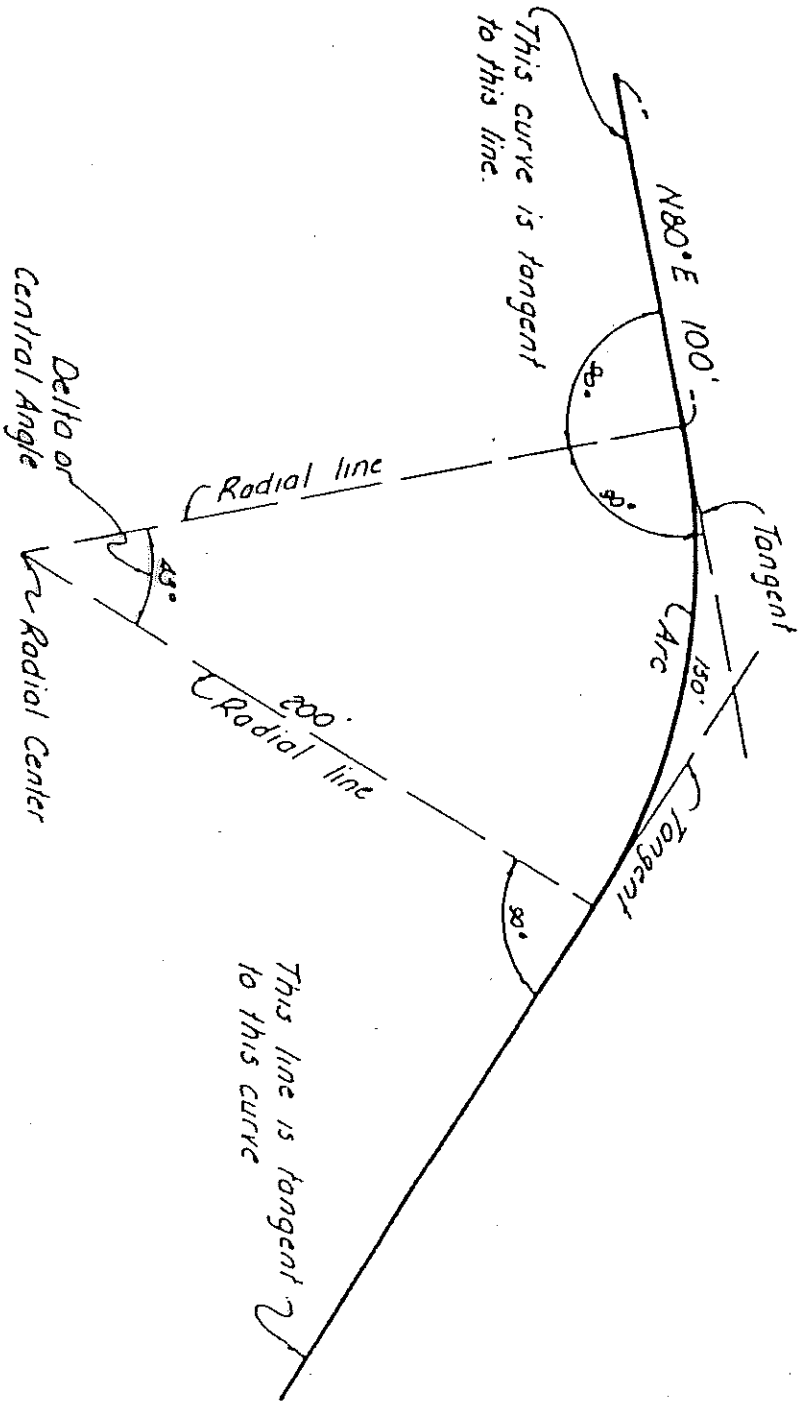 This curve is tangent
to this line.
N80°E 100'
90°
90°
Tangent
Arc
150'
Tangent
Radial line
43°
Delta or
Central Angle
Radial Center
200'
Radial line
90°
This line is tangent
to this curve